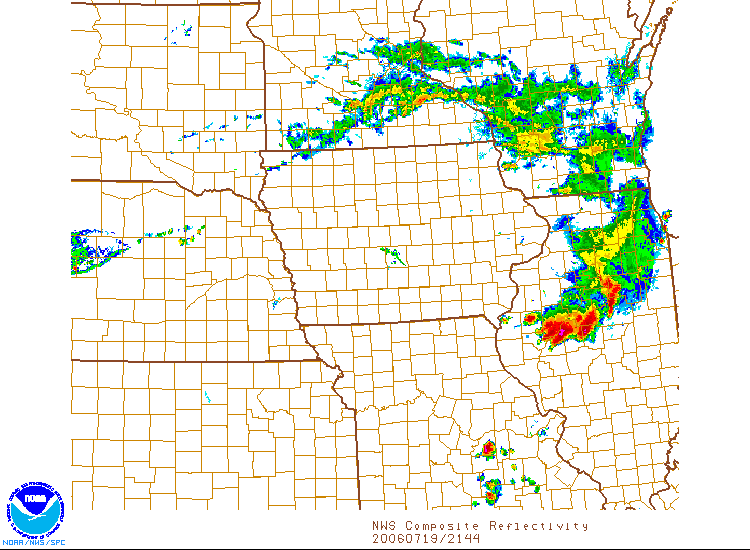 NOAA
NOAA/NWS/SPC
NWS Composite Reflectivity
20060719/2144